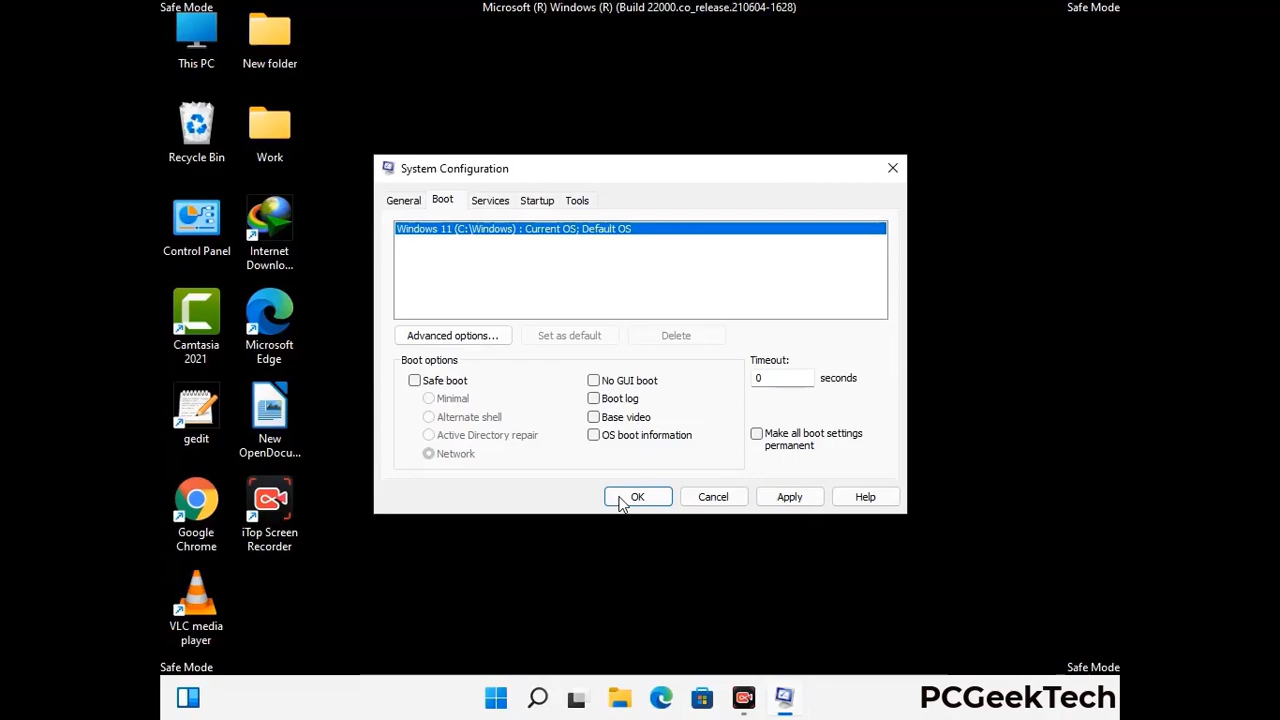 Safe Mode
Microsoft (R) Windows (R) (Build 22000.co_release.210604-1628)
Safe Mode
This PC
New folder
Recycle Bin
Work
Control Panel
Internet
Downlo...
Camtasia
2021
Microsoft
Edge
gedit
New
OpenDocu...
Google
Chrome
iTop Screen
Recorder
VLC media
player
System Configuration
General
Boot
Services
Startup
Tools
Windows 11 (C:\Windows) : Current OS; Default OS
Advanced options...
Set as default
Delete
Boot options
Safe boot
Minimal
Alternate shell
Active Directory repair
Network
No GUI boot
Boot log
Base video
OS boot information
Timeout:
0 seconds
Make all boot settings
permanent
OK
Cancel
Apply
Help
Safe Mode
Safe Mode
PCGeekTech